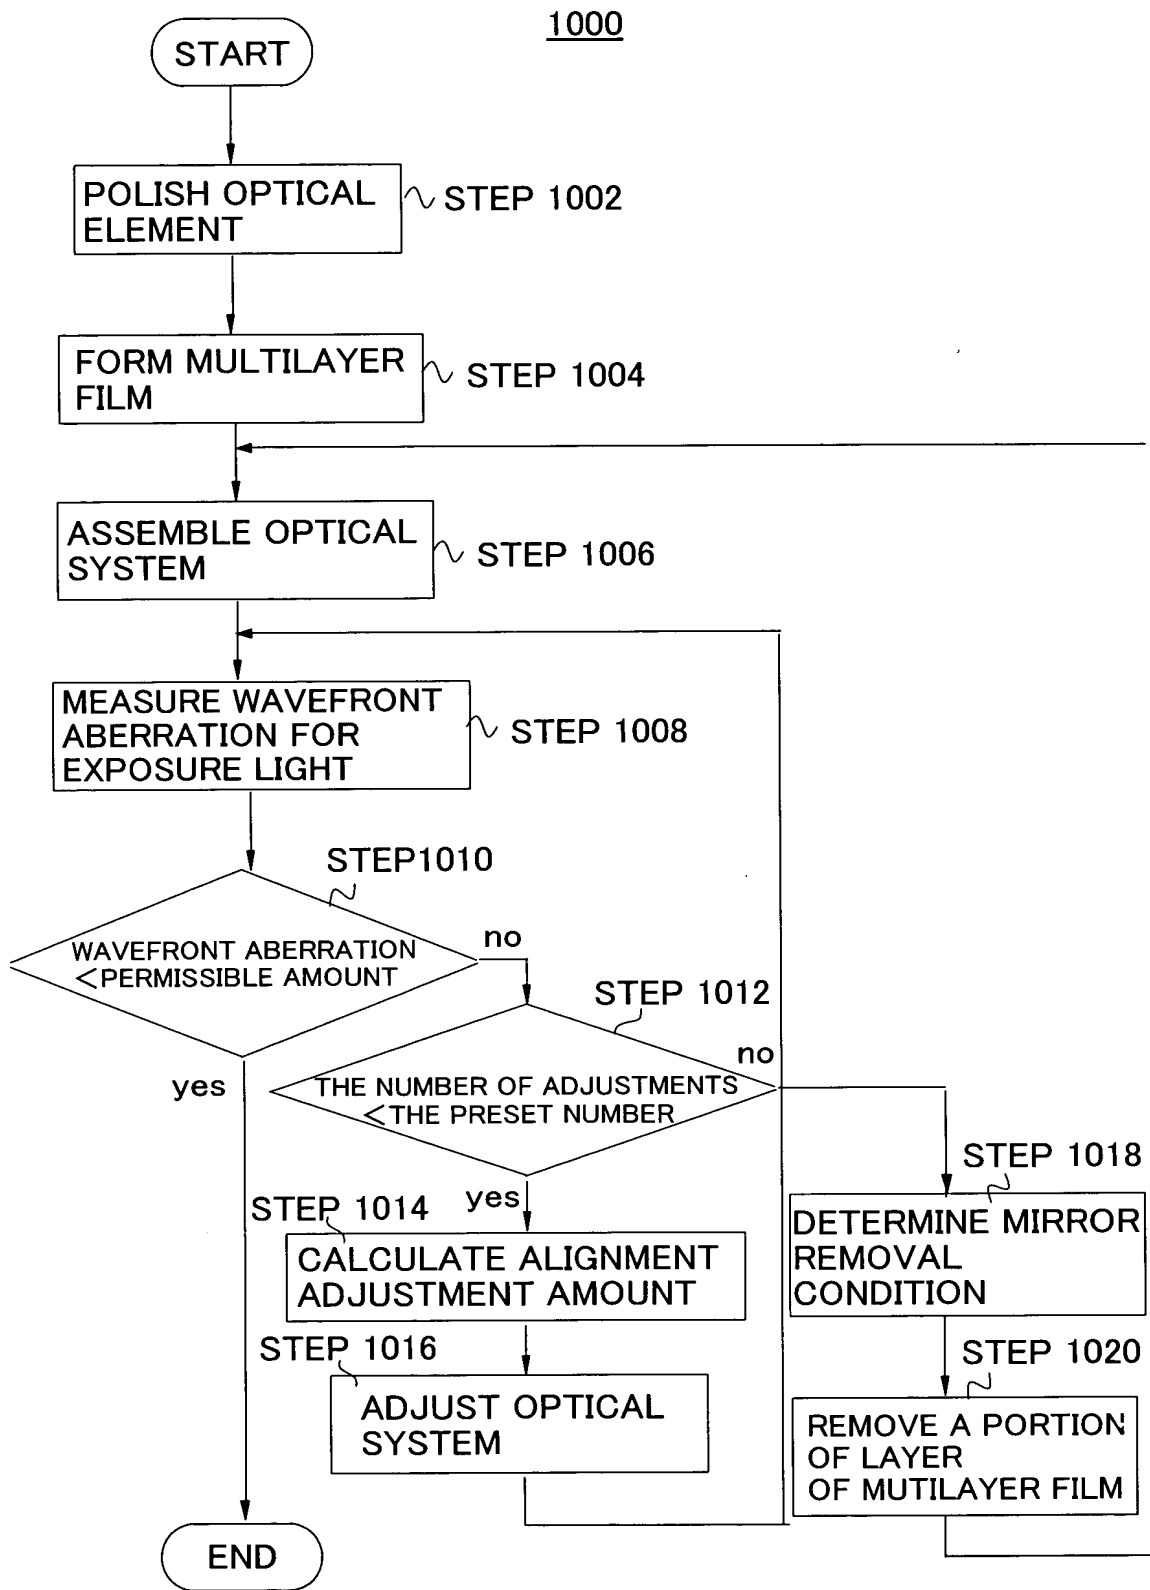 1000
START
POLISH OPTICAL
ELEMENT
STEP 1002
FORM MULTILAYER
FILM
STEP 1004
ASSEMBLE OPTICAL
SYSTEM
STEP 1006
MEASURE WAVEFRONT
ABERRATION FOR
EXPOSURE LIGHT
STEP 1008
STEP1010
WAVEFRONT ABERRATION
<PERMISSIBLE AMOUNT
no
yes
STEP 1012
THE NUMBER OF ADJUSTMENTS
<THE PRESET NUMBER
no
yes
STEP 1014
CALCULATE ALIGNMENT
ADJUSTMENT AMOUNT
STEP 1016
ADJUST OPTICAL
SYSTEM
STEP 1018
DETERMINE MIRROR
REMOVAL
CONDITION
STEP 1020
REMOVE A PORTION
OF LAYER
OF MUTILAYER FILM
END